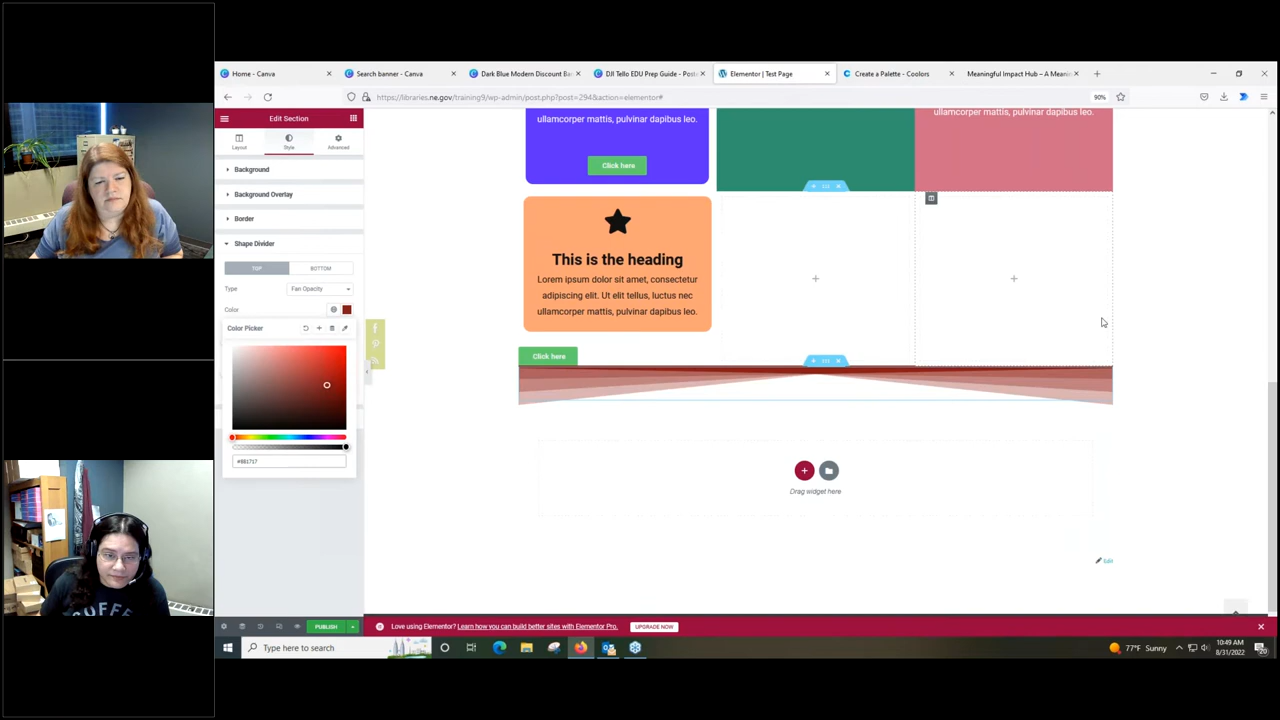 Home - Canva
Search banner - Canva
Dark Blue Modern Discount Ba
DJI Tello EDU Prep Guide - Post
Elementor | Test Page
Create a Palette - Coolors
Meaningful Impact Hub – A Mean
https://libraries.ne.gov/training9/wp-admin/post.php?post=294&action=elementor#
90%
Edit Section
Layout
Style
Advanced
Background
Background Overlay
Border
Shape Divider
TOP
BOTTOM
Type
Fan Opacity
Color
Color Picker
#8B1717
ullamcorper mattis, pulvinar dapibus leo.
Click here
ullamcorper mattis, pulvinar dapibus leo.
This is the heading
Lorem ipsum dolor sit amet, consectetur
adipiscing elit. Ut elit tellus, luctus nec
ullamcorper mattis, pulvinar dapibus leo.
Click here
Drag widget here
Edit
PUBLISH
Love using Elementor? Learn how you can build better sites with Elementor Pro.
UPGRADE NOW
Type here to search
77°F Sunny
10:49 AM
8/31/2022
20
COFFEE